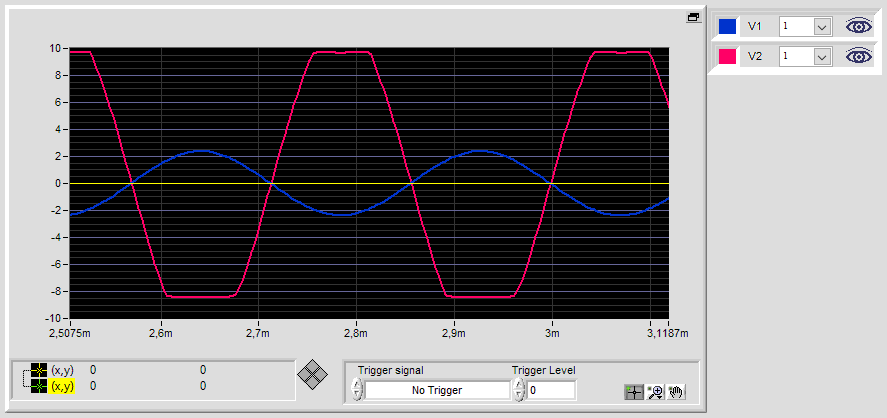 V1 1
V2 1
10
8
6
4
2
0
-2
-4
-6
-8
-10
2,5075m 2,6m 2,7m 2,8m 2,9m 3m 3,1187m
(x,y) 0 0
(x,y) 0 0
Trigger signal Trigger Level
No Trigger 0